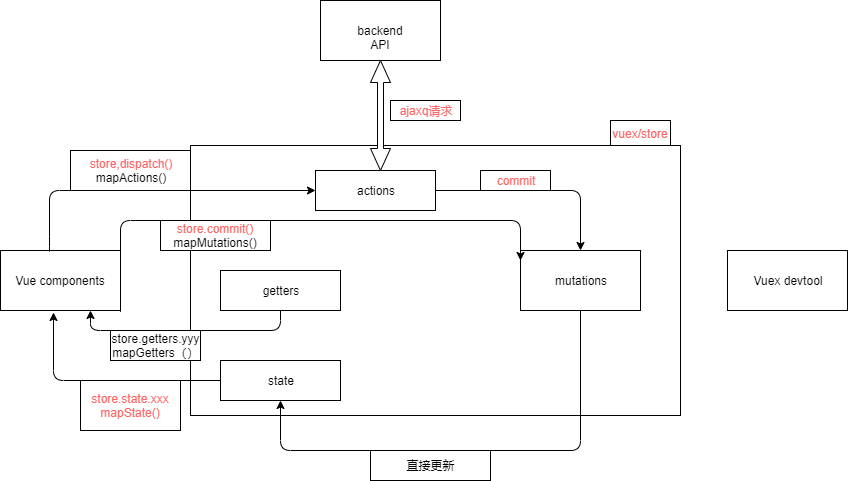 backend
API
ajaxq请求
vuex/store
store,dispatch()
mapActions()
actions
commit
store.commit()
mapMutations()
Vue components
getters
mutations
Vuex devtool
store.getters.yyy
mapGetters（）
state
store.state.xxx
mapState()
直接更新